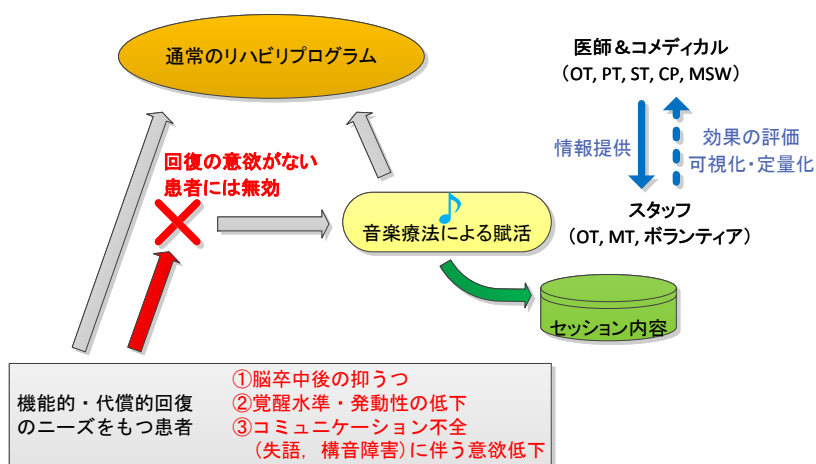 通常のリハビリプログラム
医師＆コメディカル
(OT, PT, ST, CP, MSW)
情報提供
効果の評価
可視化・定量化
回復の意欲がない
患者には無効
スタッフ
(OT, MT, ボランティア)
音楽療法による賦活
セッション内容
機能的・代償的回復
のニーズをもつ患者
①脳卒中後の抑うつ
②覚醒水準・発動性の低下
③コミュニケーション不全
(失語，構音障害)に伴う意欲低下